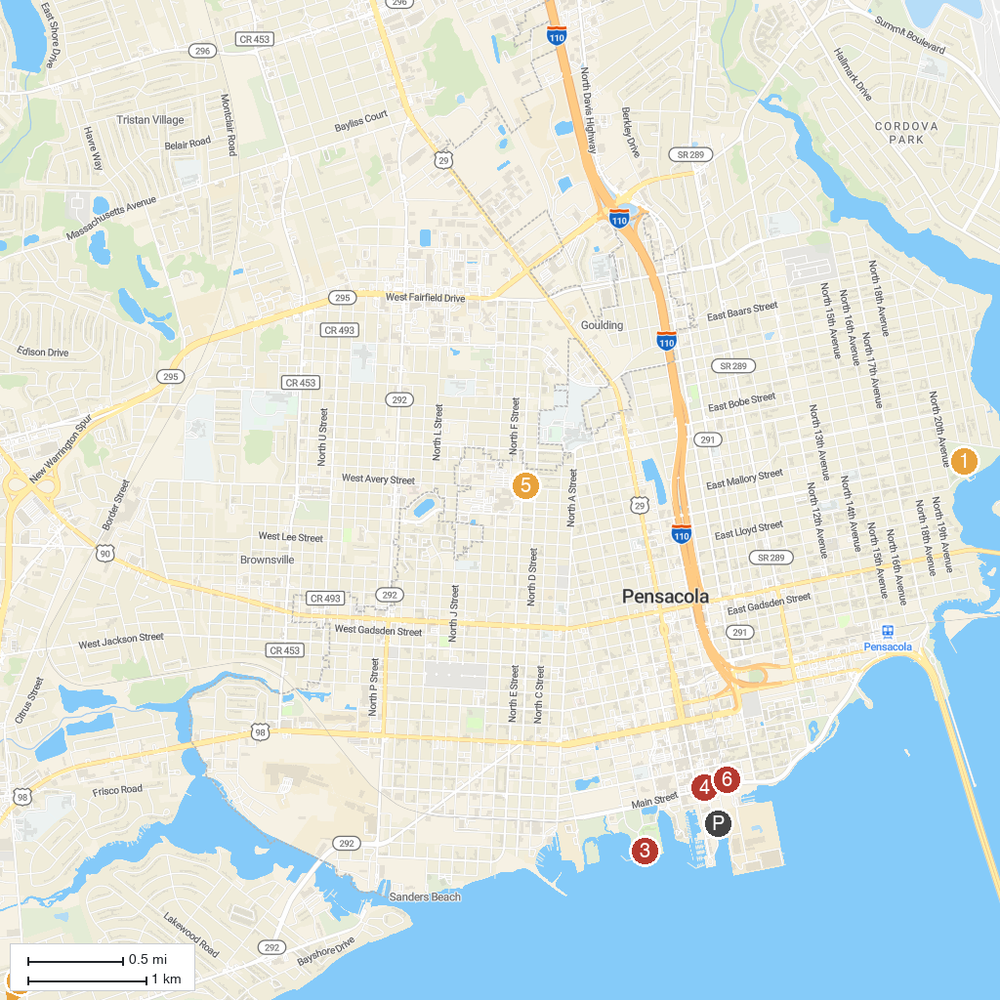 296
East Shore Drive
CR 453
296
110
Summit Boulevard
Hallmark Drive
North Davis Highway
Tristan Village
Montclair Road
Bayliss Court
Berkley Drive
CORDOVA
PARK
Havre Way
Belair Road
29
SR 289
Massachusetts Avenue
110
295
West Fairfield Drive
North 18th Avenue
North 15th Avenue
North 16th Avenue
East Baars Street
Goulding
CR 493
110
Edison Drive
North 17th Avenue
295
SR 289
CR 453
292
East Bobe Street
North 20th Avenue
New Warrington Spur
North U Street
North L Street
North F Street
North 13th Avenue
291
1
Border Street
West Avery Street
5
North A Street
East Mallory Street
29
North 12th Avenue
North 14th Avenue
North 19th Avenue
North 18th Avenue
West Lee Street
110
East Lloyd Street
90
Brownsville
SR 289
North 15th Avenue
North 16th Avenue
North D Street
CR 493
292
Pensacola
North J Street
East Gadsden Street
West Gadsden Street
291
West Jackson Street
CR 453
Pensacola
Citrus Street
North P Street
North E Street
North C Street
98
Frisco Road
98
4
6
Main Street
P
292
3
Sanders Beach
Lakewood Road
292
Bayshore Drive
0.5 mi
1 km